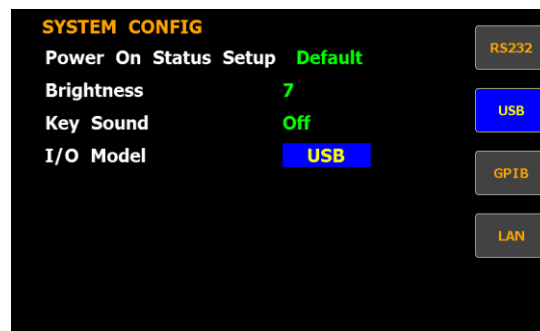 SYSTEM CONFIG
Power On Status Setup Default
Brightness 7
Key Sound Off
I/O Model USB
RS232
USB
GPIB
LAN